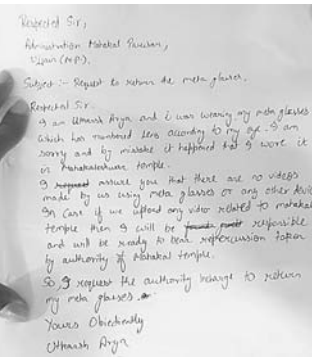 Respected Sir,
Administration Mahakal Parisar,
Ujjain (M.P.).
Subject :- Request to return the meta glasses.
Respected Sir.
I am Utkarsh Arya and i was wearing my meta glasses
which has numbered lens according to my eye. I am
sorry and by mistake it happened that I wore it
in Mahakaleshwar temple.
I request assure you that there are no videos
made by us using meta glasses or any other device
In case if we upload any video related to mahakal
temple then I will be responsible
and will be ready to bear repercussion taken
by authority of Mahakal temple.
So, I request the authority incharge to return
my meta glasses.
Yours Obiediently
Utkarsh Arya